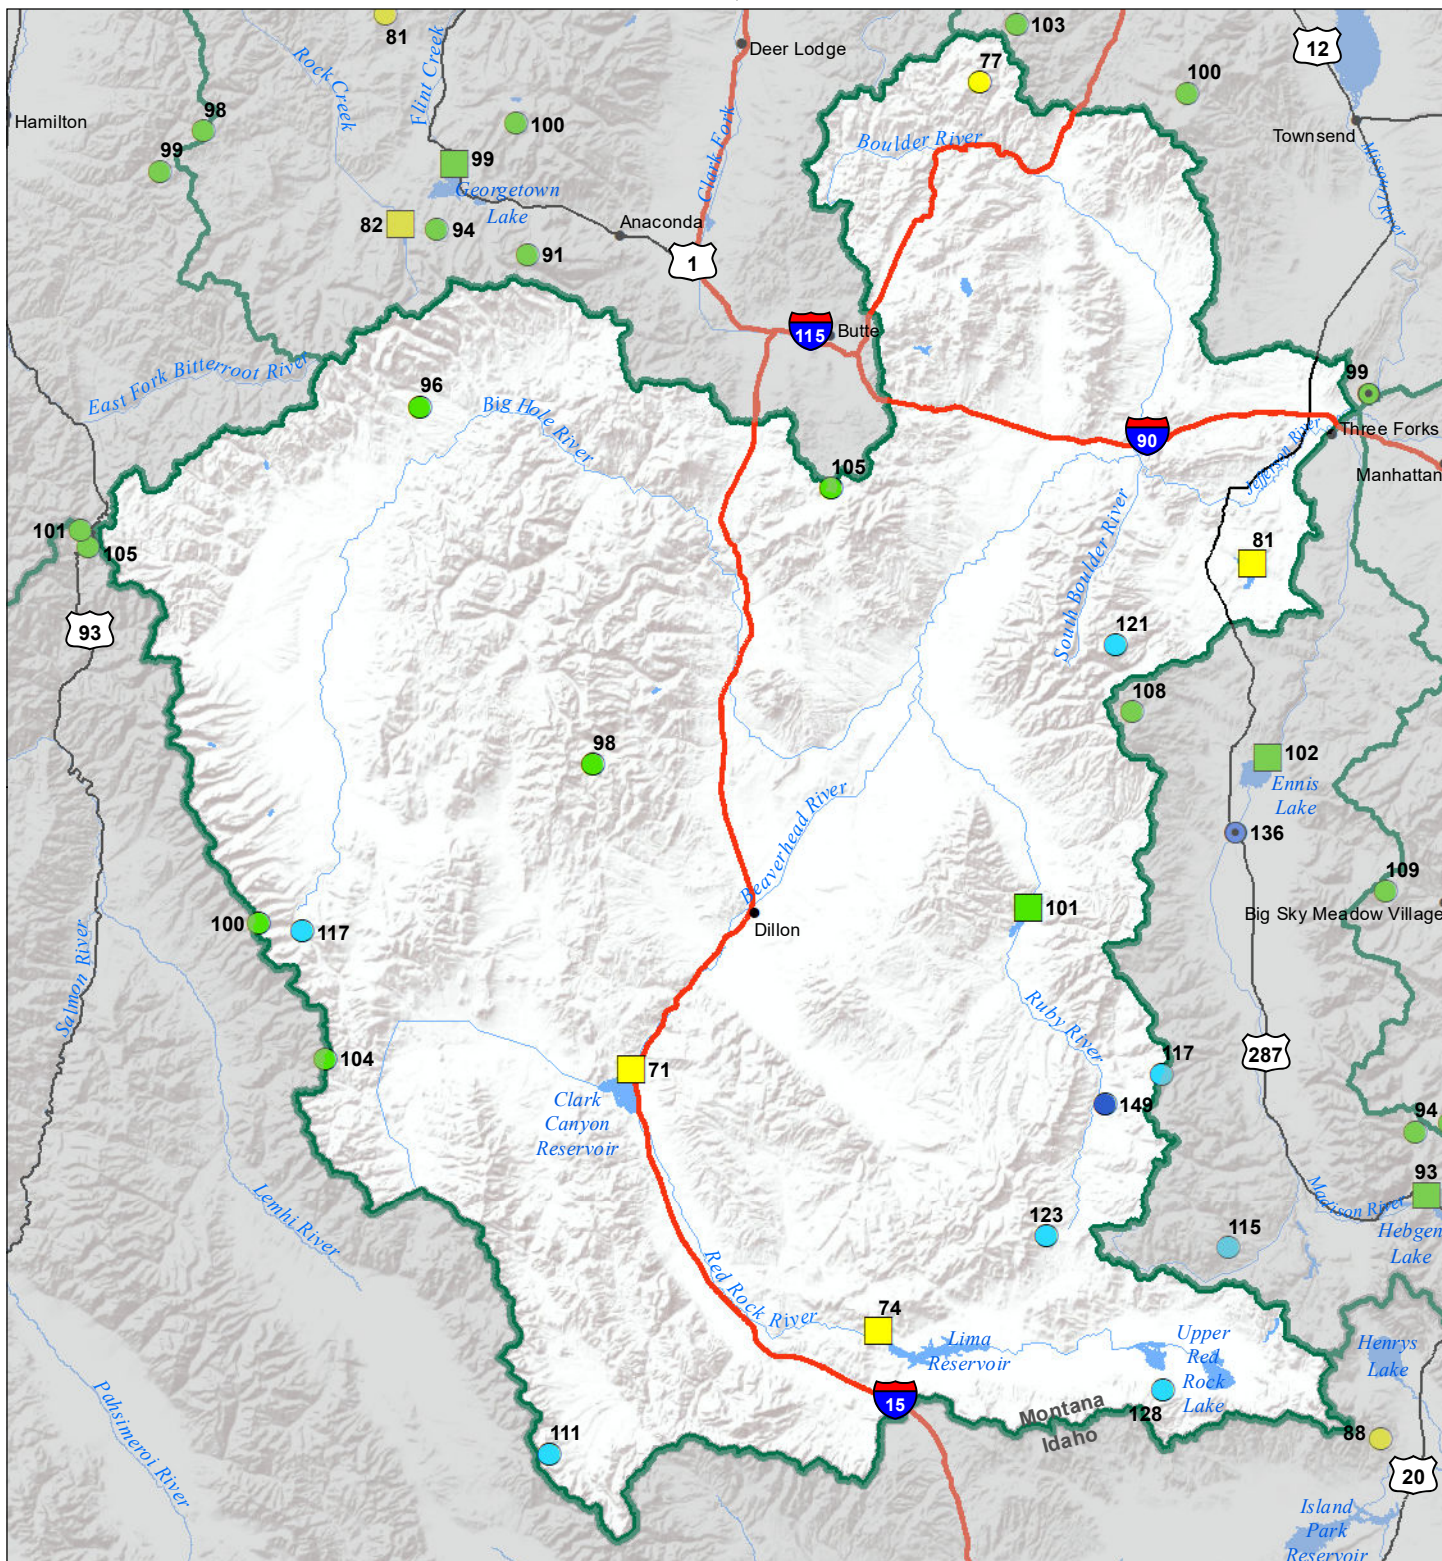 81
Deer Lodge
103
12
77
100
Rock Creek
Flint Creek
Hamilton
98
100
Clark Fork
Boulder River
Townsend
99
99
Georgetown
Lake
Missouri River
82
94
Anaconda
91
1
115
Butte
East Fork Bitterroot River
96
Big Hole River
99
90
Three Forks
Jefferson River
Manhattan
105
101
105
South Boulder River
81
93
121
108
98
102
Ennis
Lake
Beaverhead River
136
109
100
117
Dillon
101
Big Sky Meadow Village
Salmon River
Ruby River
104
71
117
287
Clark
Canyon
Reservoir
149
94
Lemhi River
93
Madison River
123
115
Hebgen
Lake
Red Rock River
74
Lima
Reservoir
Upper
Red
Rock
Lake
Henrys
Lake
15
Montana
Idaho
128
Pahsimeroi River
111
88
20
Island
Park
Reservoir